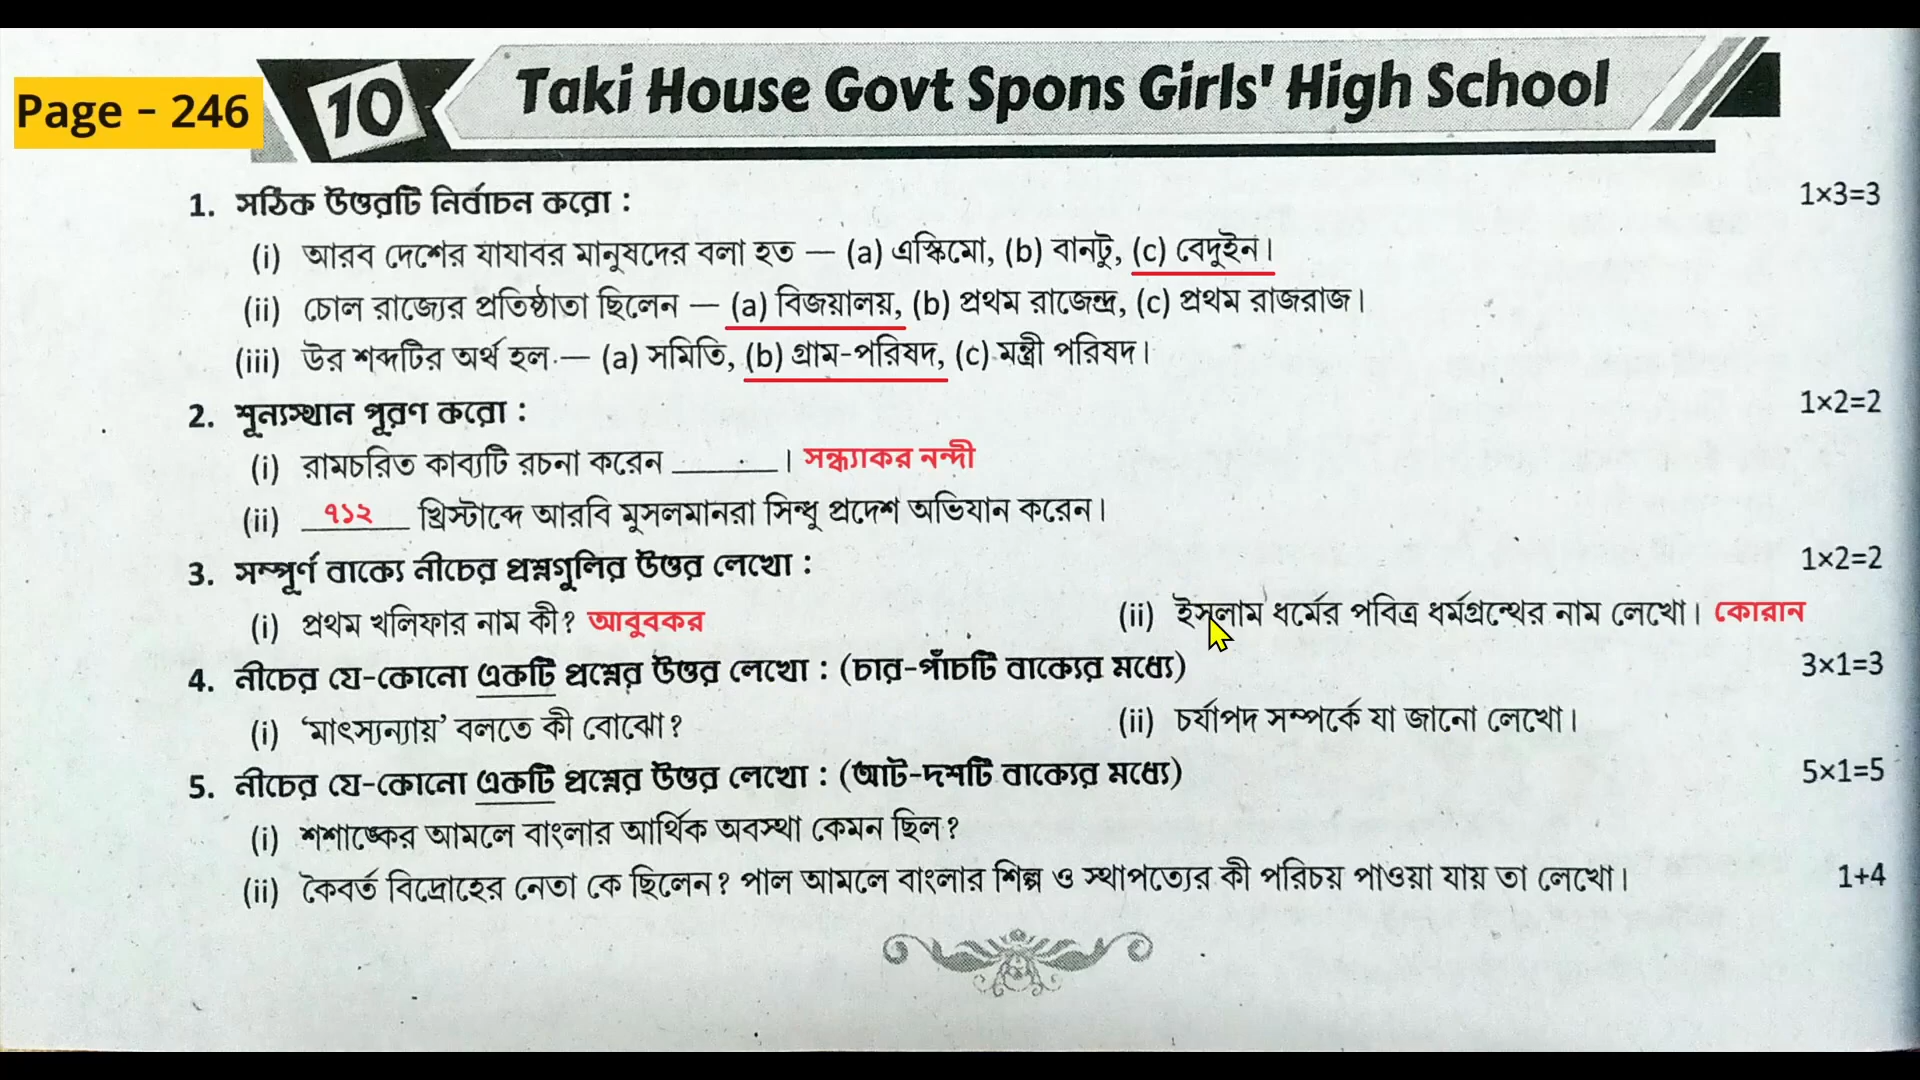 Page - 246
10 Taki House Govt Spons Girls' High School
1. সঠিক উত্তরটি নির্বাচন করো : 1×3=3
(i) আরব দেশের যাযাবর মানুষদের বলা হত — (a) এস্কিমো, (b) বানটু, (c) বেদুইন।
(ii) চোল রাজ্যের প্রতিষ্ঠাতা ছিলেন — (a) বিজয়ালয়, (b) প্রথম রাজেন্দ্র, (c) প্রথম রাজরাজ।
(iii) উর শব্দটির অর্থ হল — (a) সমিতি, (b) গ্রাম-পরিষদ, (c) মন্ত্রী পরিষদ।
2. শূন্যস্থান পূরণ করো : 1×2=2
(i) রামচরিত কাব্যটি রচনা করেন ______। সন্ধ্যাকর নন্দী
(ii) ৭১২ খ্রিস্টাব্দে আরবি মুসলমানরা সিন্ধু প্রদেশ অভিযান করেন।
3. সম্পূর্ণ বাক্যে নীচের প্রশ্নগুলির উত্তর লেখো : 1×2=2
(i) প্রথম খলিফার নাম কী? আবুবকর (ii) ইসলাম ধর্মের পবিত্র ধর্মগ্রন্থের নাম লেখো। কোরান
4. নীচের যে-কোনো একটি প্রশ্নের উত্তর লেখো : (চার-পাঁচটি বাক্যের মধ্যে) 3×1=3
(i) ‘মাৎস্যন্যায়’ বলতে কী বোঝো? (ii) চর্যাপদ সম্পর্কে যা জানো লেখো।
5. নীচের যে-কোনো একটি প্রশ্নের উত্তর লেখো : (আট-দশটি বাক্যের মধ্যে) 5×1=5
(i) শশাঙ্কের আমলে বাংলার আর্থিক অবস্থা কেমন ছিল?
(ii) কৈবর্ত বিদ্রোহের নেতা কে ছিলেন? পাল আমলে বাংলার শিল্প ও স্থাপত্যের কী পরিচয় পাওয়া যায় তা লেখো। 1+4